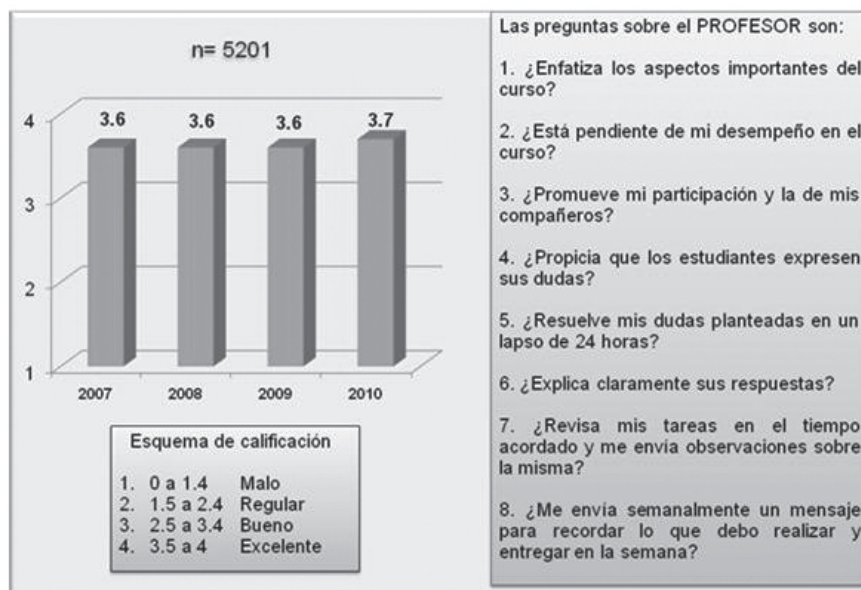 n= 5201
4
3
2
1
3.6
3.6
3.6
3.7
2007
2008
2009
2010
Esquema de calificación
1. 0 a 1.4 Malo
2. 1.5 a 2.4 Regular
3. 2.5 a 3.4 Bueno
4. 3.5 a 4 Excelente
Las preguntas sobre el PROFESOR son:
1. ¿Enfatiza los aspectos importantes del
curso?
2. ¿Está pendiente de mi desempeño en el
curso?
3. ¿Promueve mi participación y la de mis
compañeros?
4. ¿Propicia que los estudiantes expresen
sus dudas?
5. ¿Resuelve mis dudas planteadas en un
lapso de 24 horas?
6. ¿Explica claramente sus respuestas?
7. ¿Revisa mis tareas en el tiempo
acordado y me envía observaciones sobre
la misma?
8. ¿Me envía semanalmente un mensaje
para recordar lo que debo realizar y
entregar en la semana?